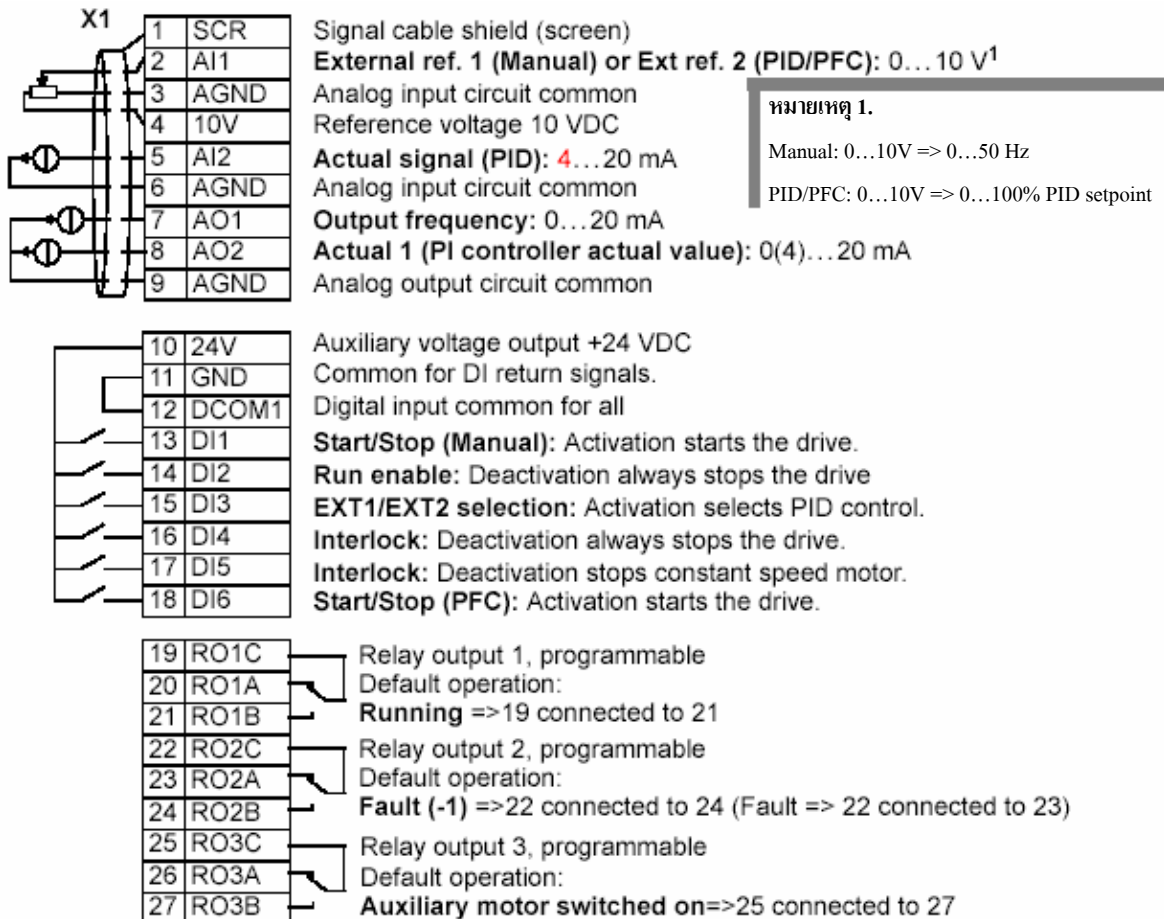 X1
1 SCR Signal cable shield (screen)
2 AI1 External ref. 1 (Manual) or Ext ref. 2 (PID/PFC): 0…10 V1
3 AGND Analog input circuit common
4 10V Reference voltage 10 VDC
5 AI2 Actual signal (PID): 4…20 mA
6 AGND Analog input circuit common
7 AO1 Output frequency: 0…20 mA
8 AO2 Actual 1 (PI controller actual value): 0(4)…20 mA
9 AGND Analog output circuit common
หมายเหตุ 1.
Manual: 0…10V => 0…50 Hz
PID/PFC: 0…10V => 0…100% PID setpoint
10 24V Auxiliary voltage output +24 VDC
11 GND Common for DI return signals.
12 DCOM1 Digital input common for all
13 DI1 Start/Stop (Manual): Activation starts the drive.
14 DI2 Run enable: Deactivation always stops the drive
15 DI3 EXT1/EXT2 selection: Activation selects PID control.
16 DI4 Interlock: Deactivation always stops the drive.
17 DI5 Interlock: Deactivation stops constant speed motor.
18 DI6 Start/Stop (PFC): Activation starts the drive.
19 RO1C Relay output 1, programmable
20 RO1A Default operation:
21 RO1B Running =>19 connected to 21
22 RO2C Relay output 2, programmable
23 RO2A Default operation:
24 RO2B Fault (-1) =>22 connected to 24 (Fault => 22 connected to 23)
25 RO3C Relay output 3, programmable
26 RO3A Default operation:
27 RO3B Auxiliary motor switched on=>25 connected to 27